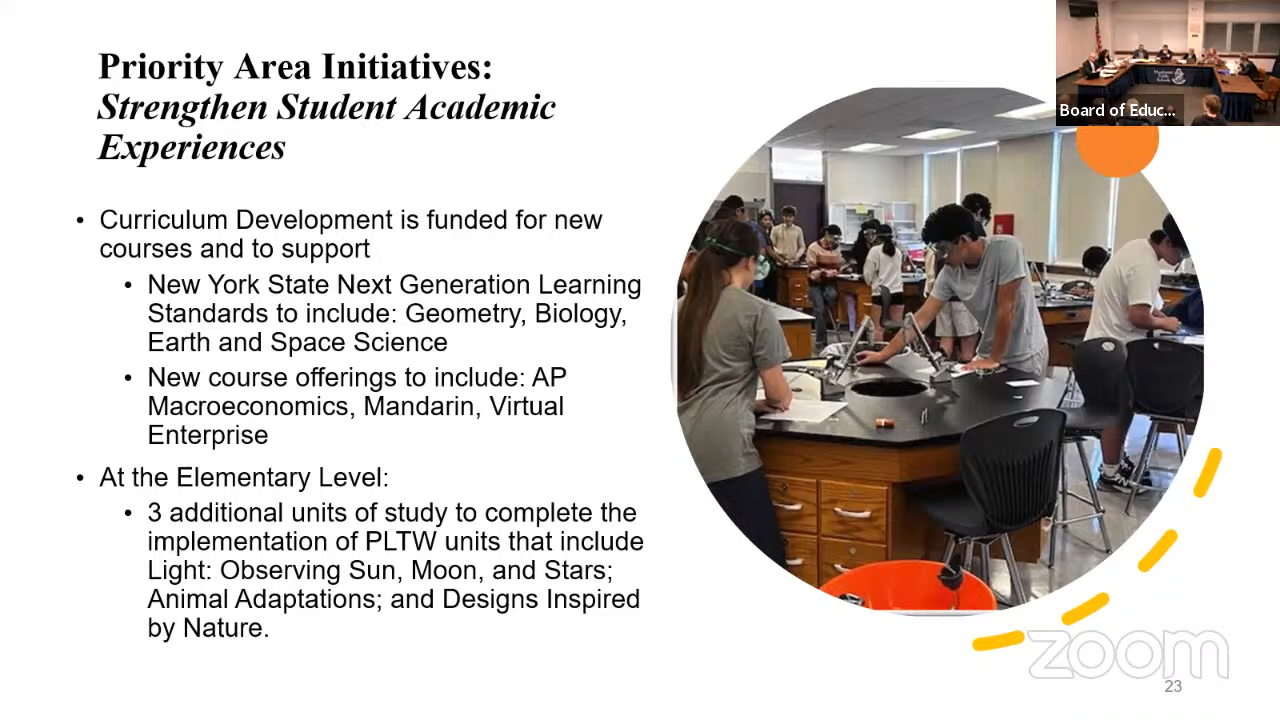 Priority Area Initiatives:
Strengthen Student Academic
Experiences
• Curriculum Development is funded for new
courses and to support
• New York State Next Generation Learning
Standards to include: Geometry, Biology,
Earth and Space Science
• New course offerings to include: AP
Macroeconomics, Mandarin, Virtual
Enterprise
• At the Elementary Level:
• 3 additional units of study to complete the
implementation of PLTW units that include
Light: Observing Sun, Moon, and Stars;
Animal Adaptations; and Designs Inspired
by Nature.
Board of Educ...
zoom
23